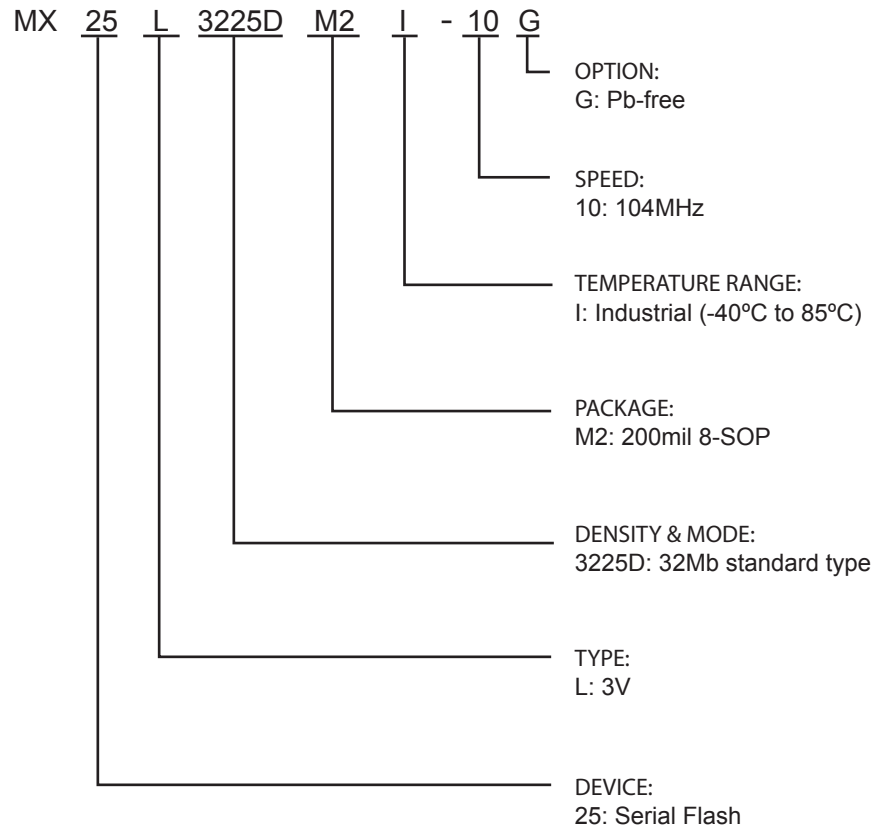 MX 25 L 3225D M2 I - 10 G
OPTION:
G: Pb-free
SPEED:
10: 104MHz
TEMPERATURE RANGE:
I: Industrial (-40ºC to 85ºC)
PACKAGE:
M2: 200mil 8-SOP
DENSITY & MODE:
3225D: 32Mb standard type
TYPE:
L: 3V
DEVICE:
25: Serial Flash